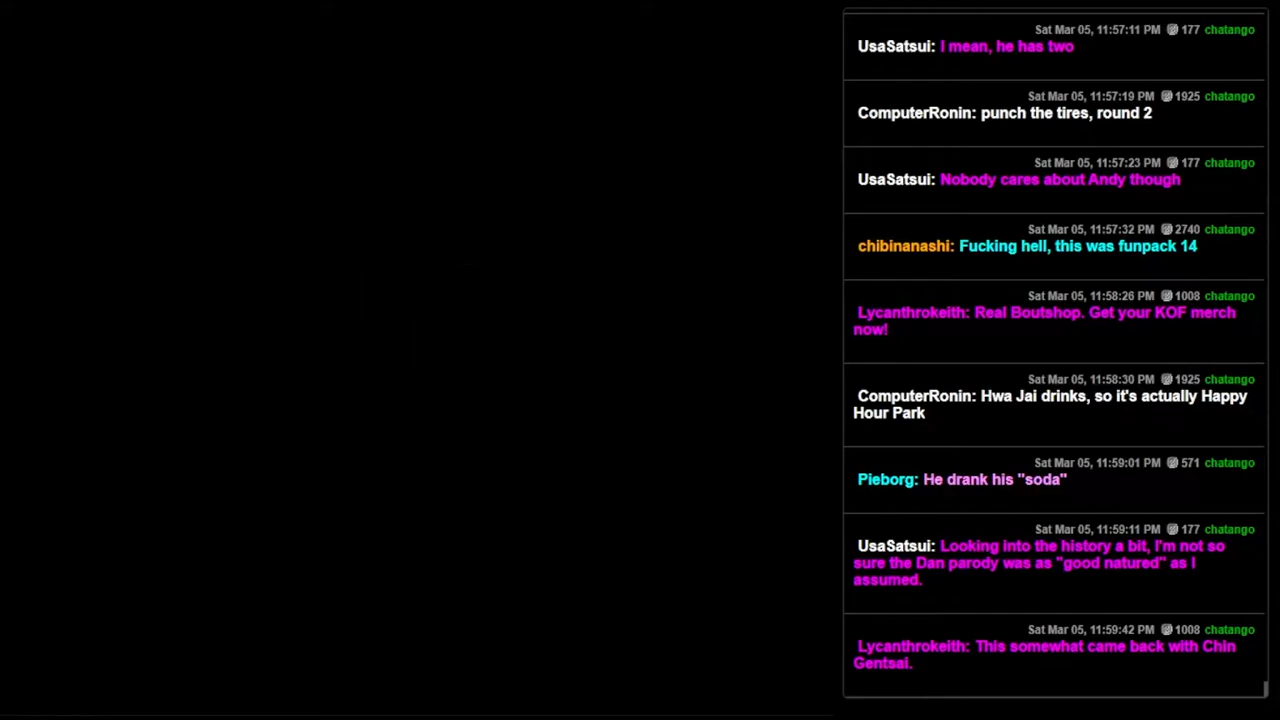 Sat Mar 05, 11:57:11 PM 177 chatango
UsaSatsui: I mean, he has two
Sat Mar 05, 11:57:19 PM 1925 chatango
ComputerRonin: punch the tires, round 2
Sat Mar 05, 11:57:23 PM 177 chatango
UsaSatsui: Nobody cares about Andy though
Sat Mar 05, 11:57:32 PM 2740 chatango
chibinanashi: Fucking hell, this was funpack 14
Sat Mar 05, 11:58:26 PM 1008 chatango
Lycanthrokeith: Real Boutshop. Get your KOF merch
now!
Sat Mar 05, 11:58:30 PM 1925 chatango
ComputerRonin: Hwa Jai drinks, so it's actually Happy
Hour Park
Sat Mar 05, 11:59:01 PM 571 chatango
Pieborg: He drank his "soda"
Sat Mar 05, 11:59:11 PM 177 chatango
UsaSatsui: Looking into the history a bit, I'm not so
sure the Dan parody was as "good natured" as I
assumed.
Sat Mar 05, 11:59:42 PM 1008 chatango
Lycanthrokeith: This somewhat came back with Chin
Gentsai.